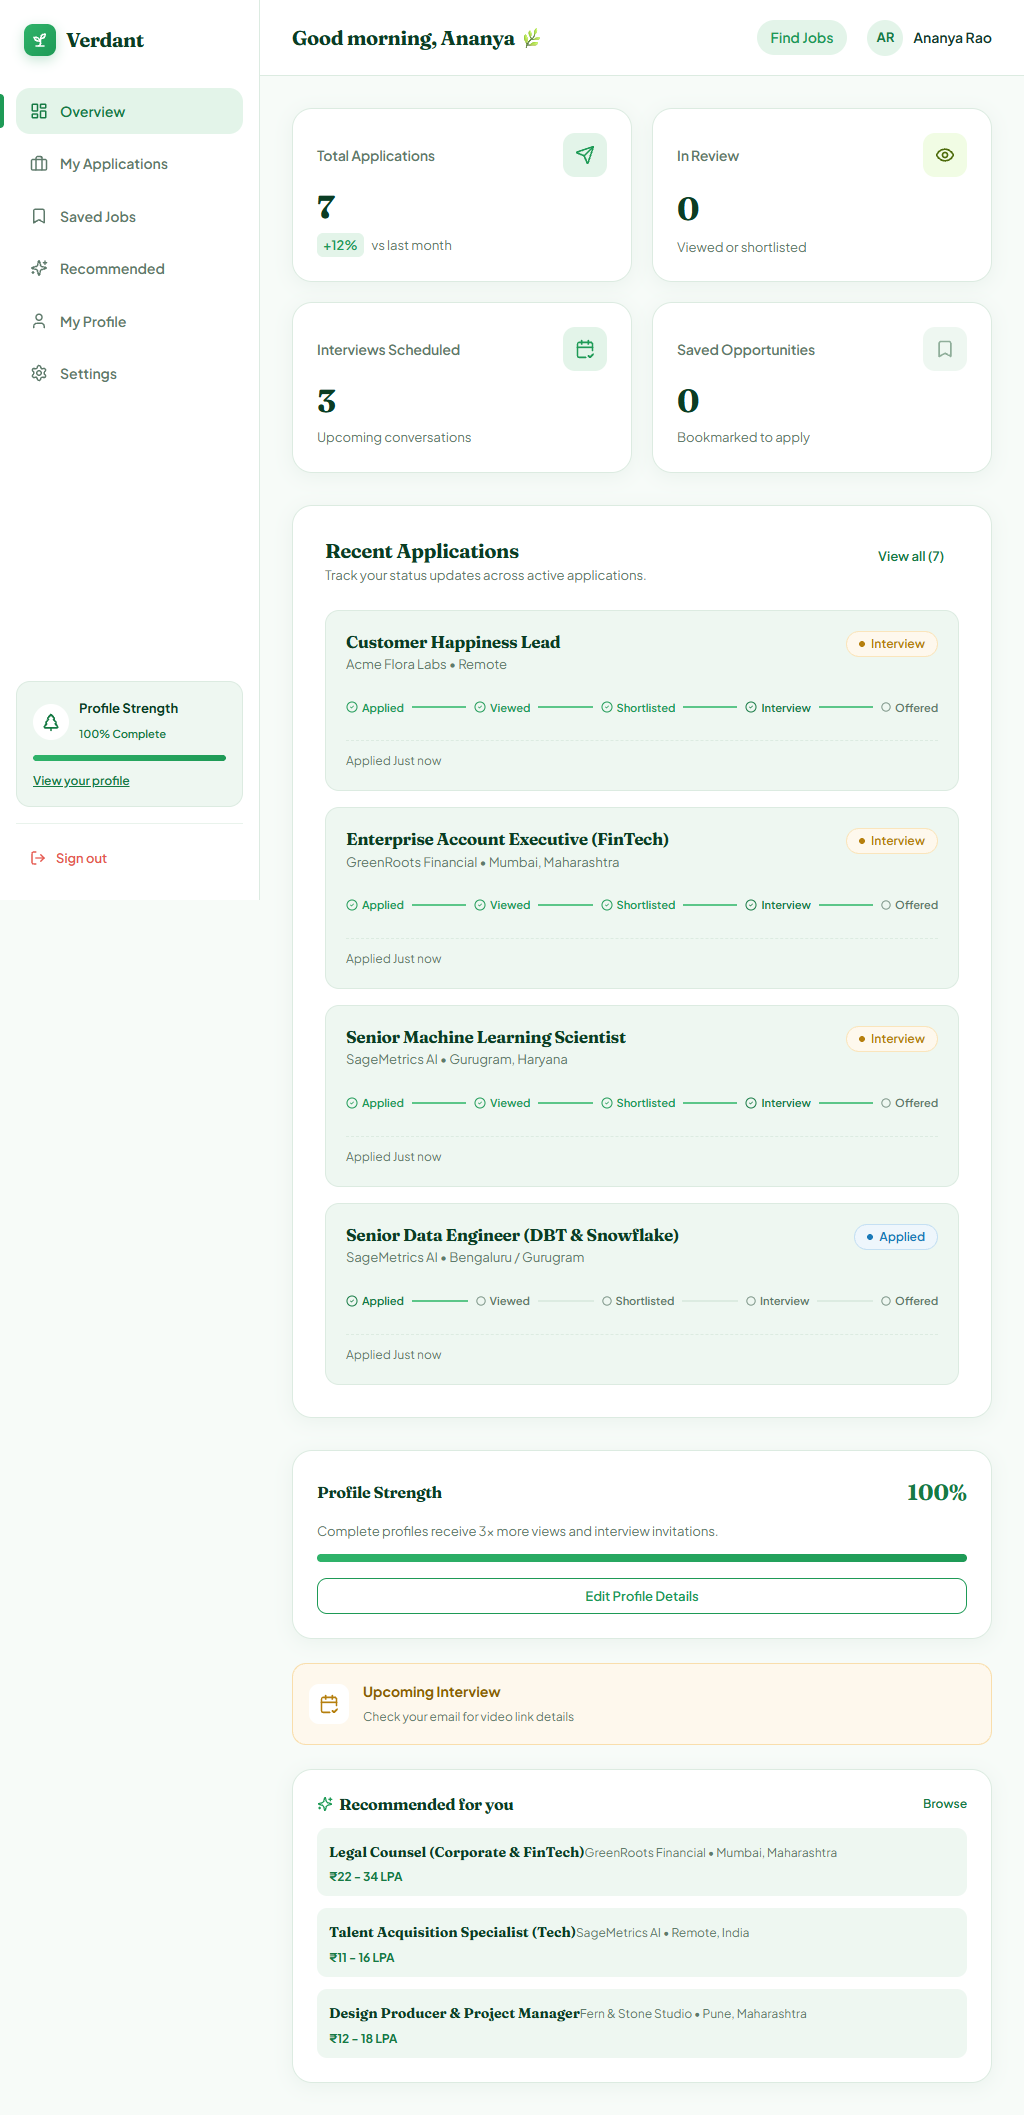 Verdant
Overview
My Applications
Saved Jobs
Recommended
My Profile
Settings
Profile Strength
100% Complete
View your profile
Sign out
Good morning, Ananya 🌿
Find Jobs
AR
Ananya Rao
Total Applications
7
+12% vs last month
In Review
0
Viewed or shortlisted
Interviews Scheduled
3
Upcoming conversations
Saved Opportunities
0
Bookmarked to apply
Recent Applications
View all (7)
Track your status updates across active applications.
Customer Happiness Lead
Interview
Acme Flora Labs • Remote
Applied Viewed Shortlisted Interview Offered
Applied Just now
Enterprise Account Executive (FinTech)
Interview
GreenRoots Financial • Mumbai, Maharashtra
Applied Viewed Shortlisted Interview Offered
Applied Just now
Senior Machine Learning Scientist
Interview
SageMetrics AI • Gurugram, Haryana
Applied Viewed Shortlisted Interview Offered
Applied Just now
Senior Data Engineer (DBT & Snowflake)
Applied
SageMetrics AI • Bengaluru / Gurugram
Applied Viewed Shortlisted Interview Offered
Applied Just now
Profile Strength
100%
Complete profiles receive 3× more views and interview invitations.
Edit Profile Details
Upcoming Interview
Check your email for video link details
Recommended for you
Browse
Legal Counsel (Corporate & FinTech)GreenRoots Financial • Mumbai, Maharashtra
₹22 – 34 LPA
Talent Acquisition Specialist (Tech)SageMetrics AI • Remote, India
₹11 – 16 LPA
Design Producer & Project ManagerFern & Stone Studio • Pune, Maharashtra
₹12 – 18 LPA